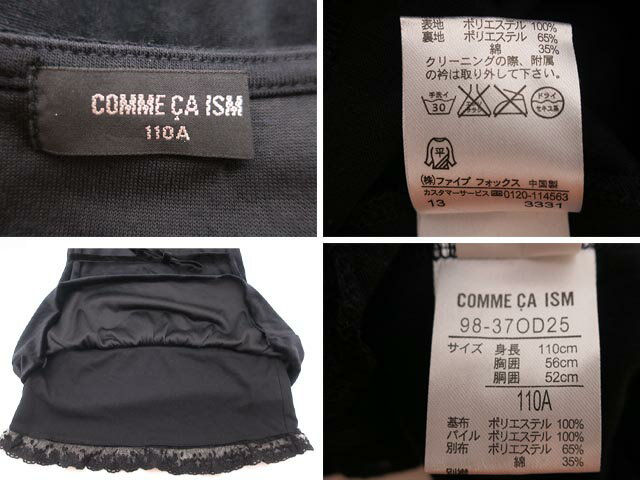 COMME ÇA ISM
110A
表地 ポリエステル 100%
裏地 ポリエステル 65%
綿 35%
クリーニングの際、附属
の衿は取り外して下さい。
手洗イ
30
ドライ
セキユ系
平
(株)ファイブ フォックス 中国製
カスタマーサービス 0120-114563
13 3331
COMME ÇA ISM
98-37OD25
サイズ 身長 110cm
胸囲 56cm
胴囲 52cm
110A
基布 ポリエステル 100%
パイル ポリエステル 100%
別布 ポリエステル 65%
綿 35%